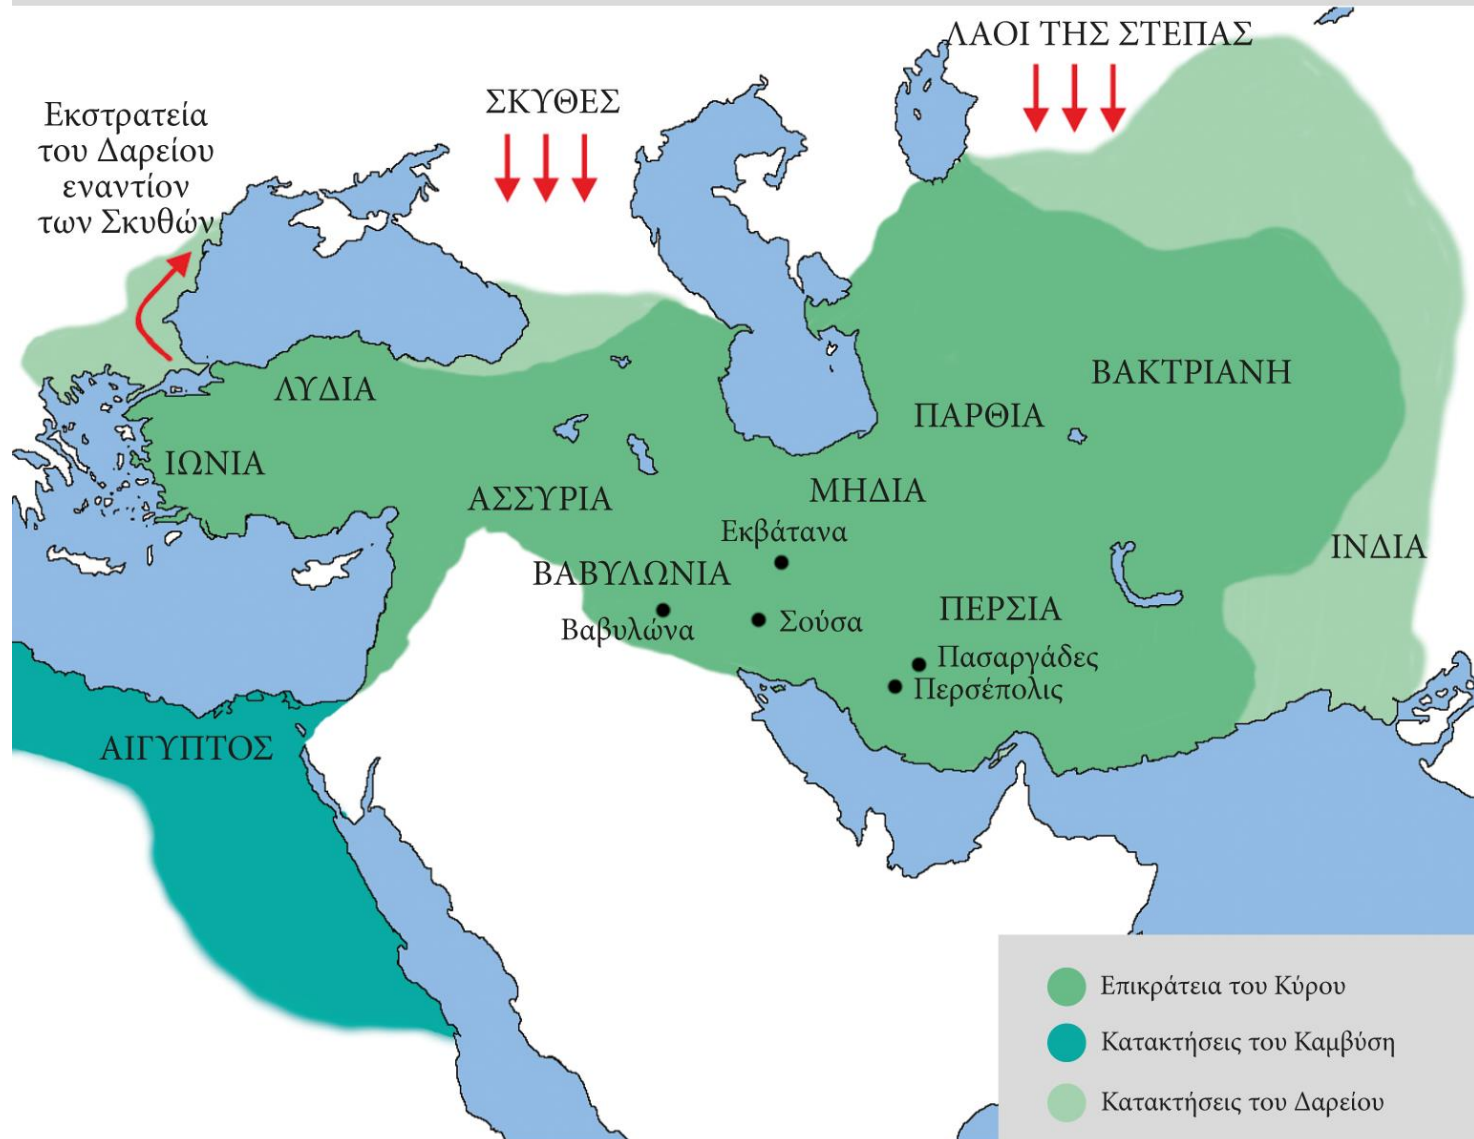 ΛΑΟΙ ΤΗΣ ΣΤΕΠΑΣ
ΣΚΥΘΕΣ
Εκστρατεία
του Δαρείου
εναντίον
των Σκυθών
ΛΥΔΙΑ
ΒΑΚΤΡΙΑΝΗ
ΠΑΡΘΙΑ
ΙΩΝΙΑ
ΑΣΣΥΡΙΑ
ΜΗΔΙΑ
Εκβάτανα
ΙΝΔΙΑ
ΒΑΒΥΛΩΝΙΑ
Βαβυλώνα
Σούσα
ΠΕΡΣΙΑ
Πασαργάδες
Περσέπολις
ΑΙΓΥΠΤΟΣ
Επικράτεια του Κύρου
Κατακτήσεις του Καμβύση
Κατακτήσεις του Δαρείου